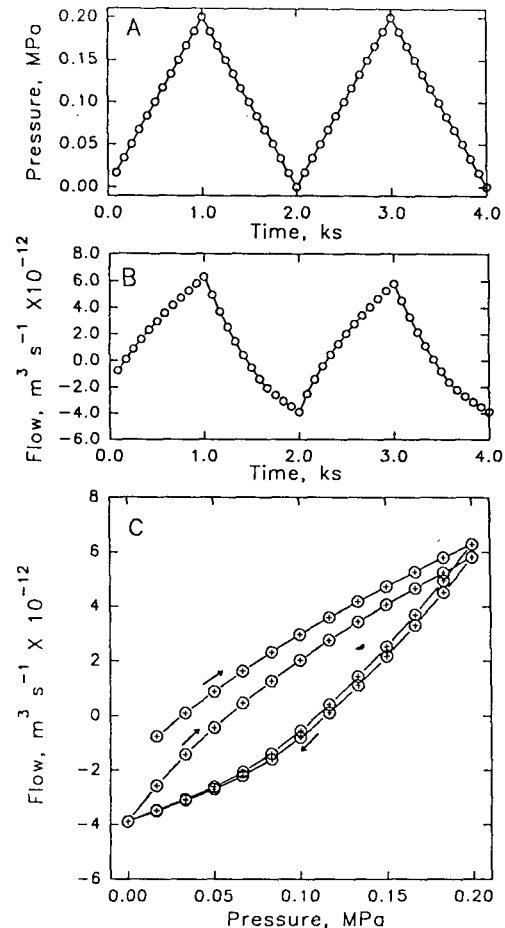 A
Pressure, MPa
0.20
0.15
0.10
0.05
0.00
0.0 1.0 2.0 3.0 4.0
Time, ks
B
Flow, m³ s⁻¹ X10⁻¹²
8.0
6.0
4.0
2.0
0.0
-2.0
-4.0
-6.0
0.0 1.0 2.0 3.0 4.0
Time, ks
C
Flow, m³ s⁻¹ X 10⁻¹²
8
6
4
2
0
-2
-4
-6
0.00 0.05 0.10 0.15 0.20
Pressure, MPa